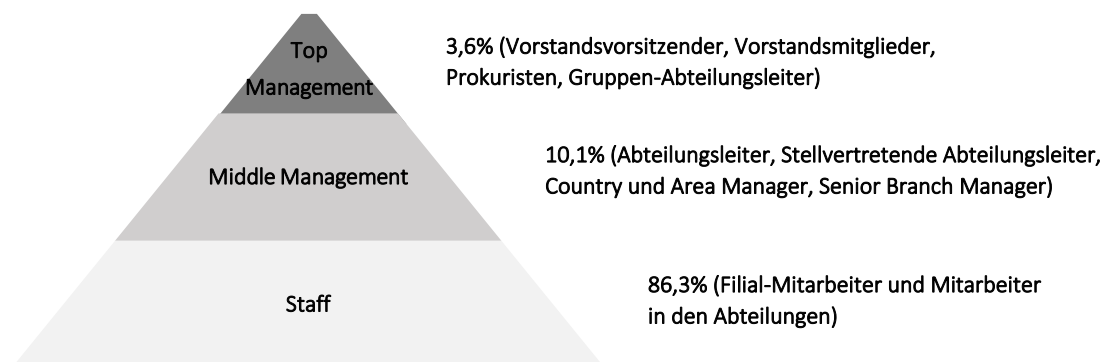 Top
Management
3,6% (Vorstandsvorsitzender, Vorstandsmitglieder,
Prokuristen, Gruppen-Abteilungsleiter)
Middle Management
10,1% (Abteilungsleiter, Stellvertretende Abteilungsleiter,
Country und Area Manager, Senior Branch Manager)
Staff
86,3% (Filial-Mitarbeiter und Mitarbeiter
in den Abteilungen)